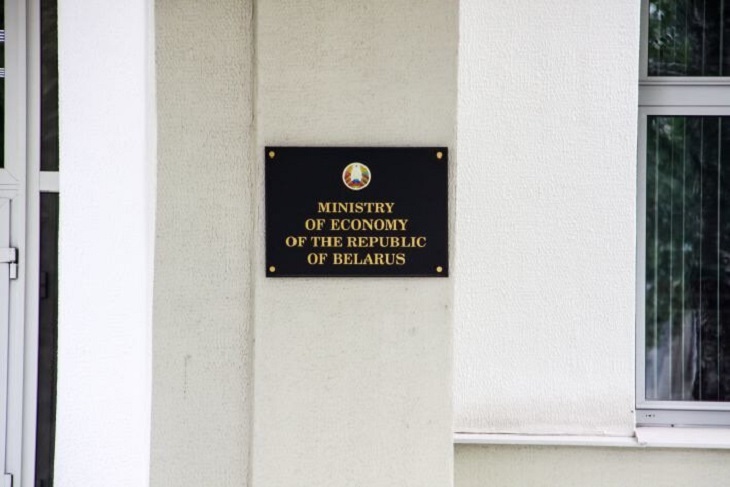 MINISTRY
OF ECONOMY
OF THE REPUBLIC
OF BELARUS